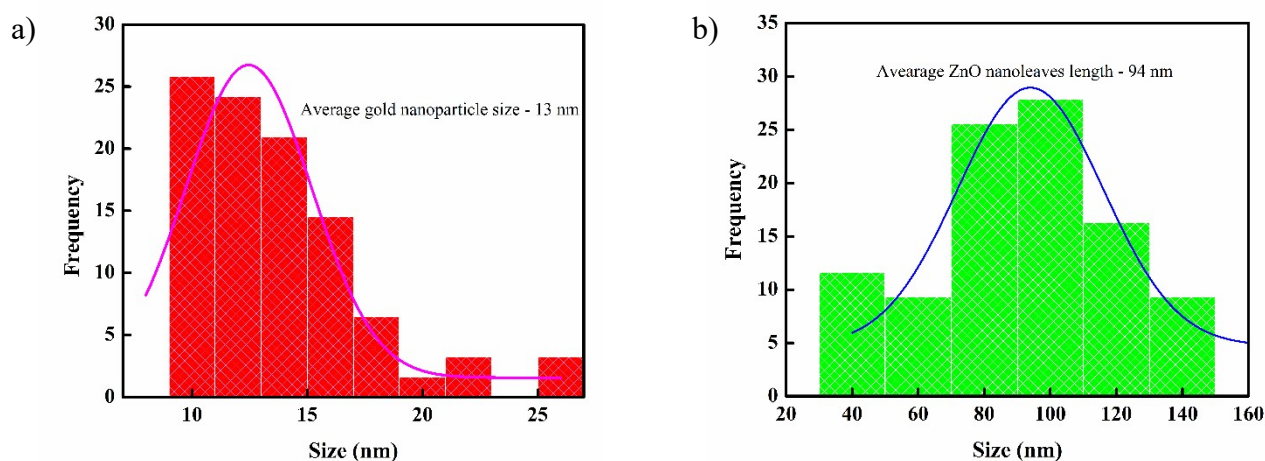 a)
30
25
20
15
10
5
0
Frequency
Average gold nanoparticle size - 13 nm
10 15 20 25
Size (nm)
b)
35
30
25
20
15
10
5
0
Frequency
Avearage ZnO nanoleaves length - 94 nm
20 40 60 80 100 120 140 160
Size (nm)